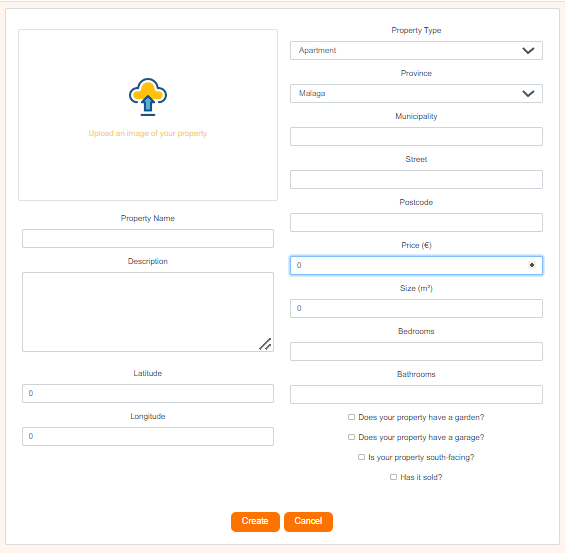 Upload an image of your property
Property Name
Description
Latitude
0
Longitude
0
Property Type
Apartment
Province
Malaga
Municipality
Street
Postcode
Price (€)
0
Size (m²)
0
Bedrooms
Bathrooms
Does your property have a garden?
Does your property have a garage?
Is your property south-facing?
Has it sold?
Create Cancel